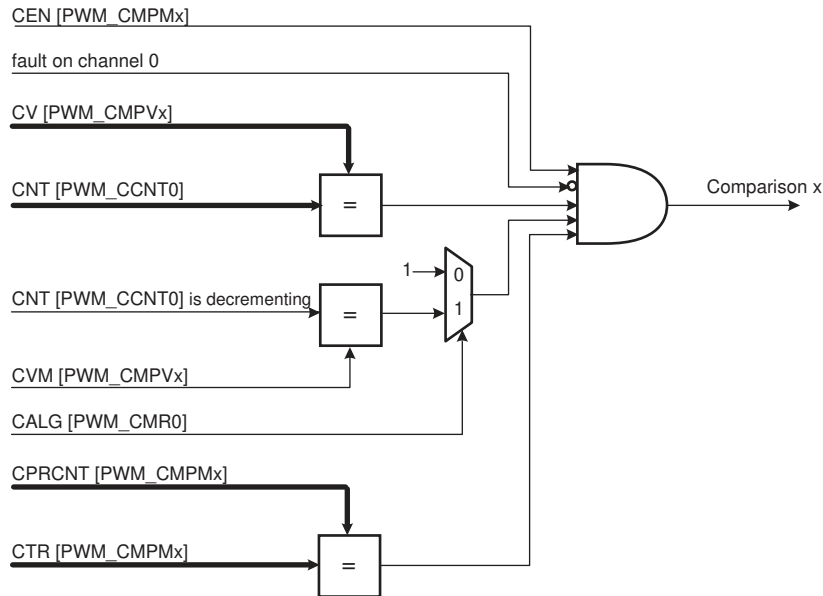 CEN [PWM_CMPMx]
fault on channel 0
CV [PWM_CMPVx]
Comparison x
CNT [PWM_CCNT0]
=
1
0
CNT [PWM_CCNT0] is decrementing
=
1
CVM [PWM_CMPVx]
CALG [PWM_CMR0]
CPRCNT [PWM_CMPMx]
CTR [PWM_CMPMx]
=